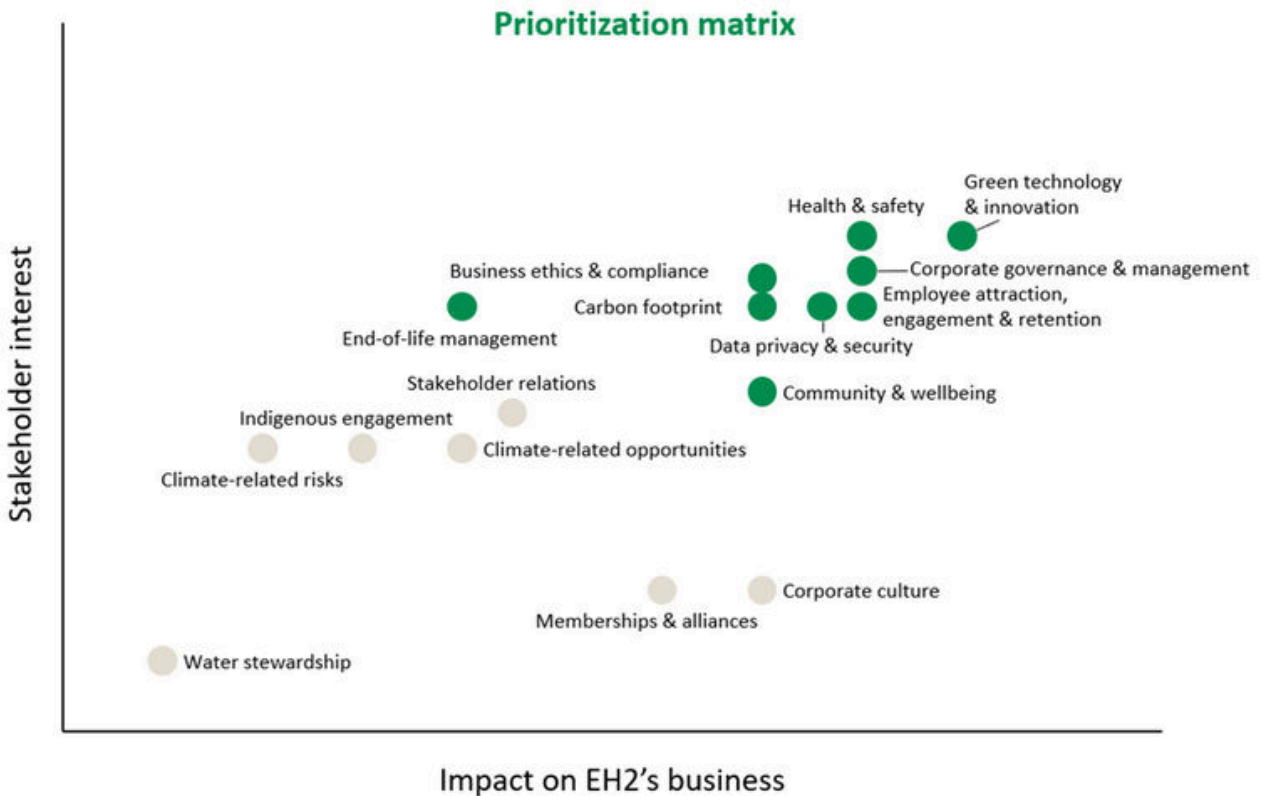 Prioritization matrix
Green technology
& innovation
Health & safety
Business ethics & compliance
Corporate governance & management
Carbon footprint
Employee attraction,
engagement & retention
End-of-life management
Data privacy & security
Stakeholder relations
Community & wellbeing
Indigenous engagement
Climate-related opportunities
Climate-related risks
Corporate culture
Memberships & alliances
Water stewardship
Stakeholder interest
Impact on EH2’s business